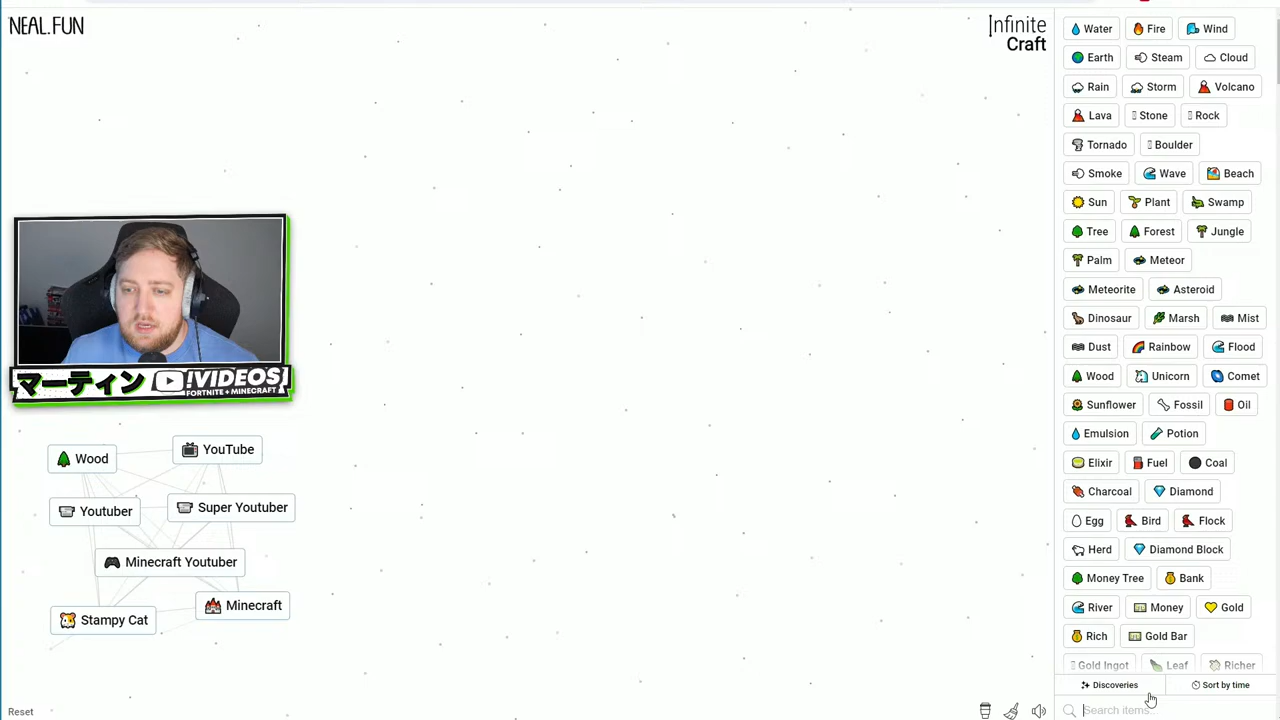 NEAL.FUN
Infinite
Craft
Water Fire Wind
Earth Steam Cloud
Rain Storm Volcano
Lava Stone Rock
Tornado Boulder
Smoke Wave Beach
Sun Plant Swamp
Tree Forest Jungle
Palm Meteor
Meteorite Asteroid
Dinosaur Marsh Mist
Dust Rainbow Flood
Wood Unicorn Comet
Sunflower Fossil Oil
Emulsion Potion
Elixir Fuel Coal
Charcoal Diamond
Egg Bird Flock
Herd Diamond Block
Money Tree Bank
River Money Gold
Rich Gold Bar
Gold Ingot Leaf Richer
Discoveries Sort by time
Search items...
マーティン !VIDEOS
FORTNITE + MINECRAFT
Wood YouTube
Youtuber Super Youtuber
Minecraft Youtuber
Stampy Cat Minecraft
Reset